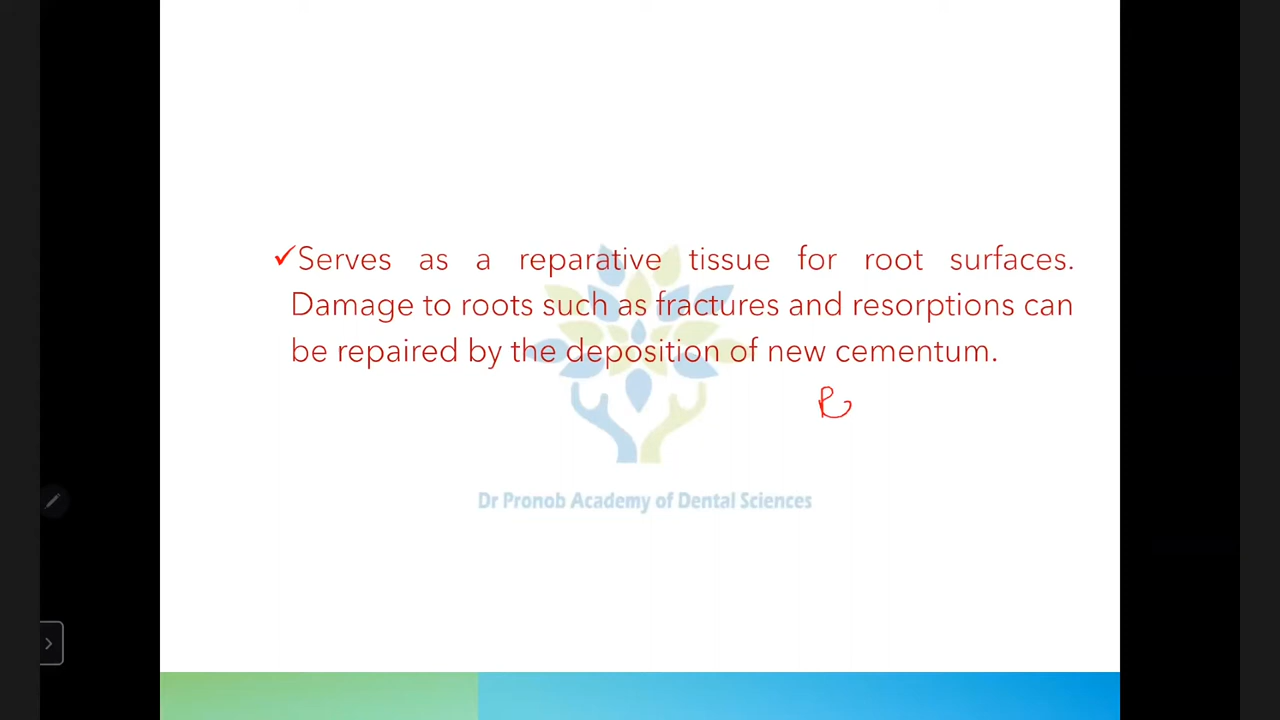 ✓Serves as a reparative tissue for root surfaces.
Damage to roots such as fractures and resorptions can
be repaired by the deposition of new cementum.
Dr Pronob Academy of Dental Sciences